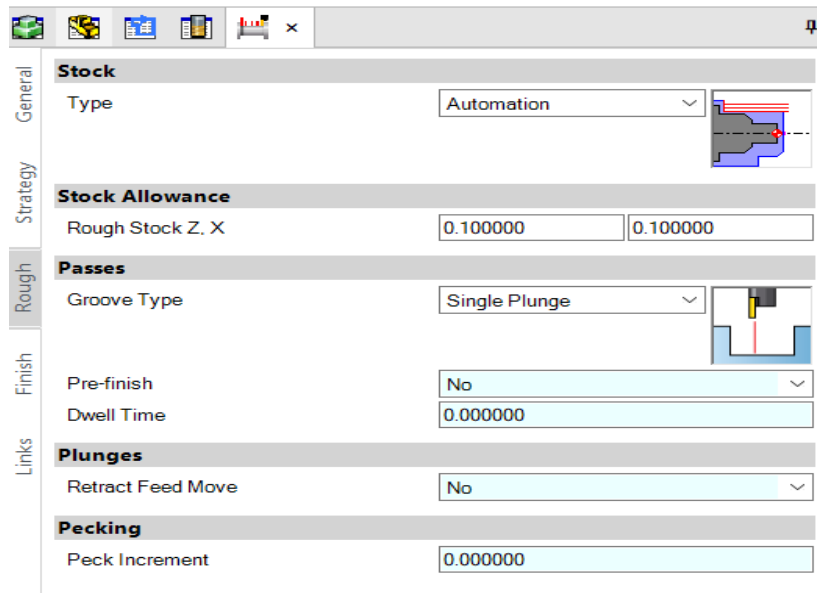 General
Strategy
Rough
Finish
Links
Stock
Type Automation
Stock Allowance
Rough Stock Z, X 0.100000 0.100000
Passes
Groove Type Single Plunge
Pre-finish No
Dwell Time 0.000000
Plunges
Retract Feed Move No
Pecking
Peck Increment 0.000000